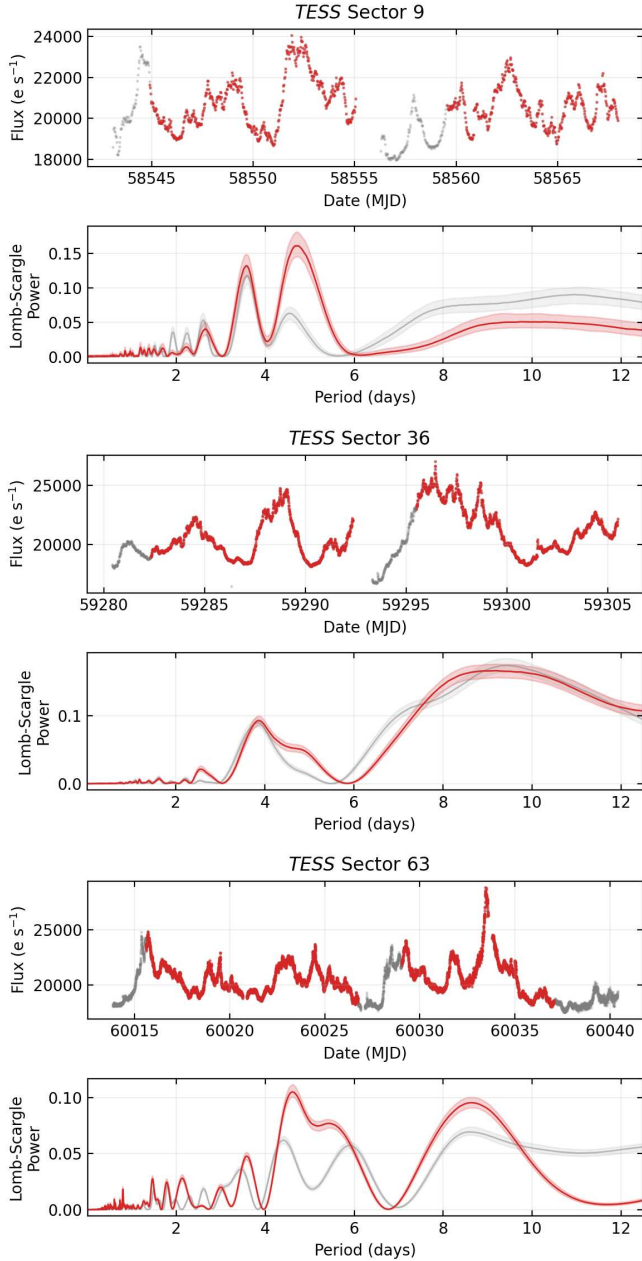 TESS Sector 9
24000
22000
20000
18000
Flux (e s⁻¹)
58545 58550 58555 58560 58565
Date (MJD)
0.15
0.10
0.05
0.00
Lomb-Scargle
Power
2 4 6 8 10 12
Period (days)
TESS Sector 36
25000
20000
Flux (e s⁻¹)
59280 59285 59290 59295 59300 59305
Date (MJD)
0.1
0.0
Lomb-Scargle
Power
2 4 6 8 10 12
Period (days)
TESS Sector 63
25000
20000
Flux (e s⁻¹)
60015 60020 60025 60030 60035 60040
Date (MJD)
0.10
0.05
0.00
Lomb-Scargle
Power
2 4 6 8 10 12
Period (days)